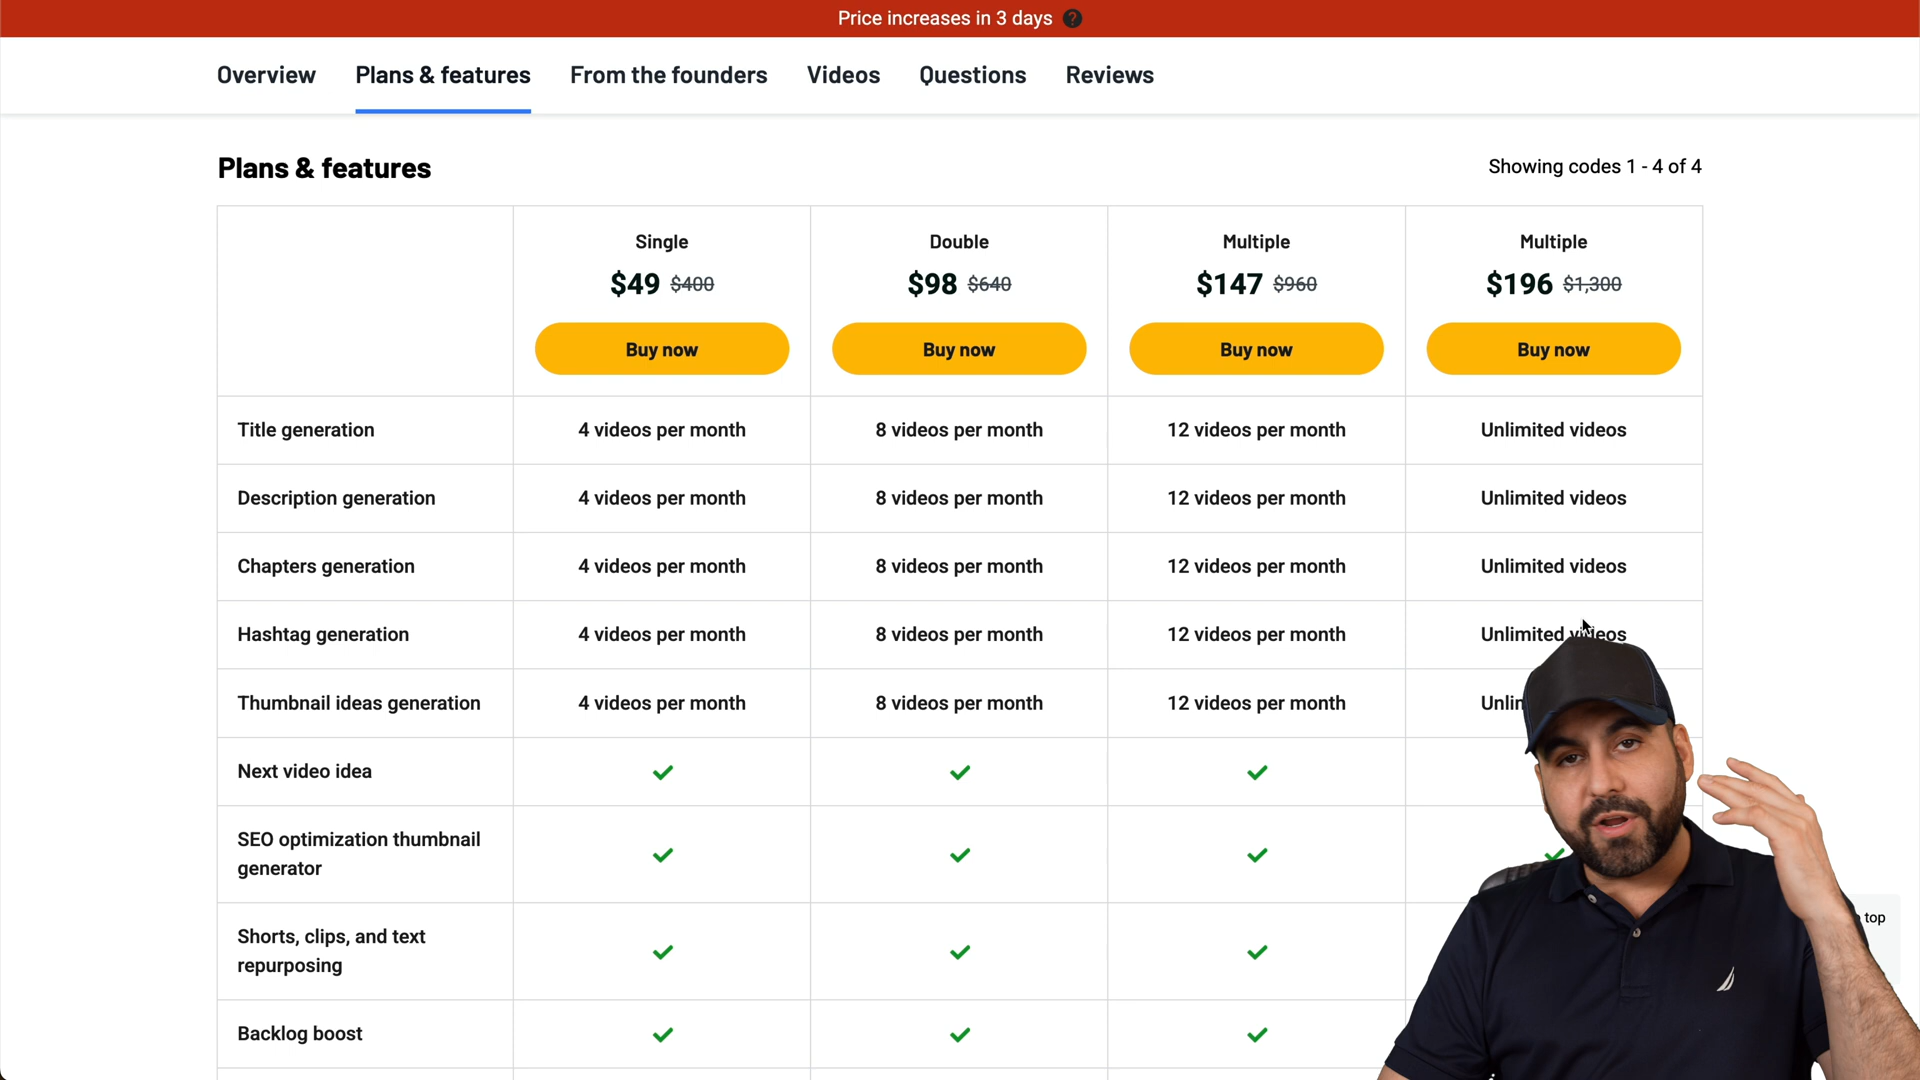 Price increases in 3 days ?
Overview Plans & features From the founders Videos Questions Reviews
Plans & features
Showing codes 1 - 4 of 4
Single Double Multiple Multiple
$49 $400 $98 $640 $147 $960 $196 $1,300
Buy now Buy now Buy now Buy now
Title generation 4 videos per month 8 videos per month 12 videos per month Unlimited videos
Description generation 4 videos per month 8 videos per month 12 videos per month Unlimited videos
Chapters generation 4 videos per month 8 videos per month 12 videos per month Unlimited videos
Hashtag generation 4 videos per month 8 videos per month 12 videos per month Unlimited videos
Thumbnail ideas generation 4 videos per month 8 videos per month 12 videos per month
Next video idea
SEO optimization thumbnail
generator
top
Shorts, clips, and text
repurposing
Backlog boost